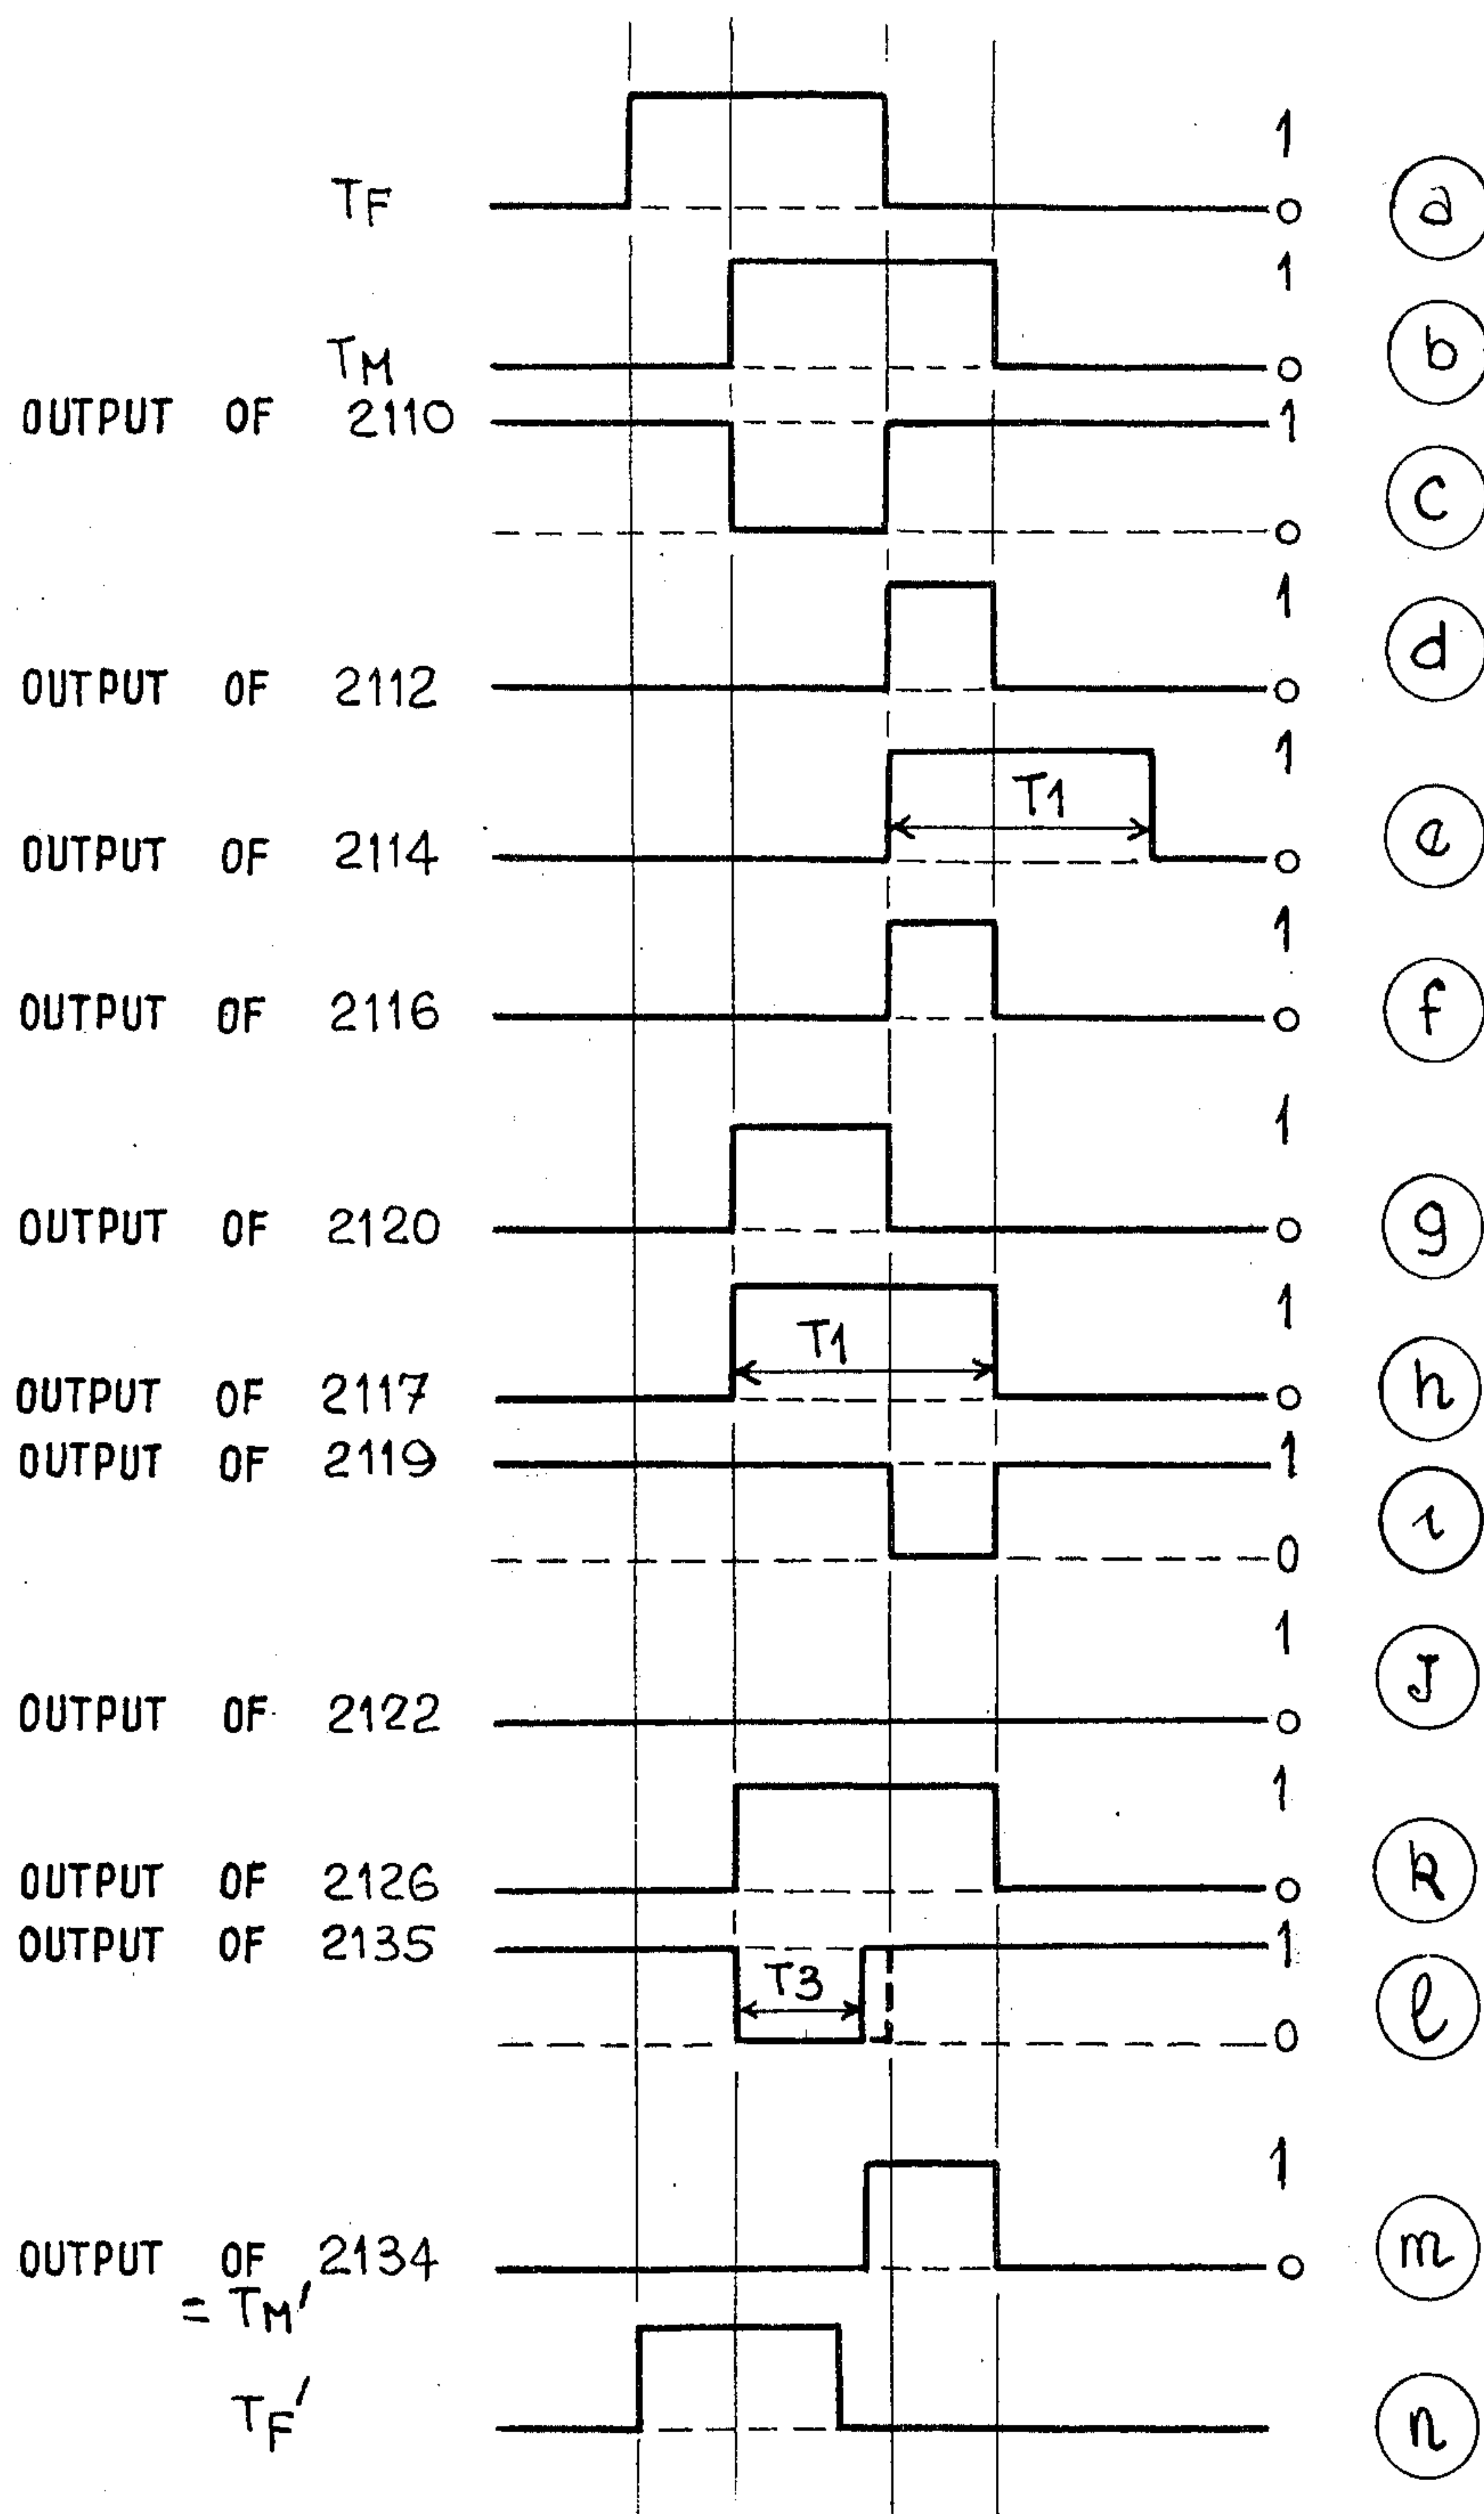 1
TF
0
a
1
TM
0
b
OUTPUT OF 2110
1
c
0
1
d
OUTPUT OF 2112
0
1
T1
OUTPUT OF 2114
0
e
1
OUTPUT OF 2116
0
f
1
OUTPUT OF 2120
0
g
1
T1
OUTPUT OF 2117
0
h
OUTPUT OF 2119
1
i
0
1
J
OUTPUT OF 2122
0
1
OUTPUT OF 2126
0
k
OUTPUT OF 2135
1
T3
l
0
1
OUTPUT OF 2134
0
m
= TM'
TF'
n